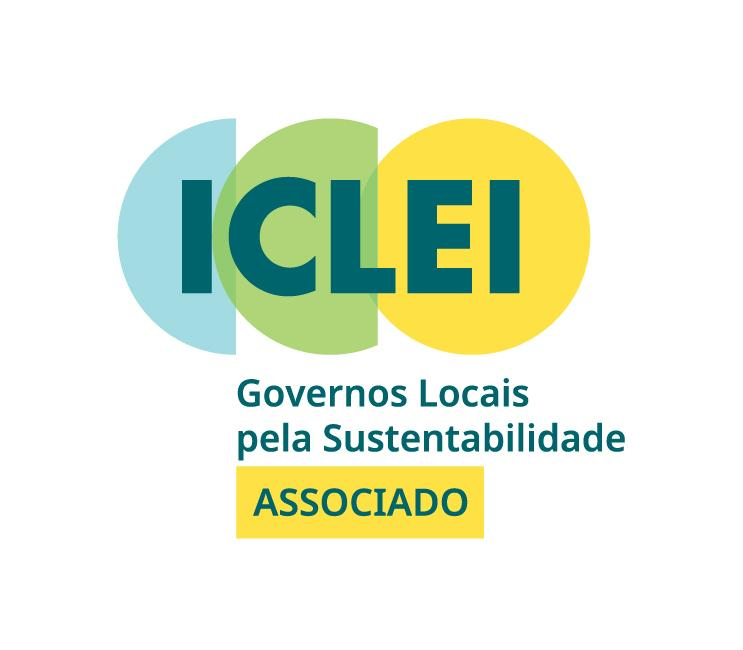 ICLEI
Governos Locais
pela Sustentabilidade
ASSOCIADO